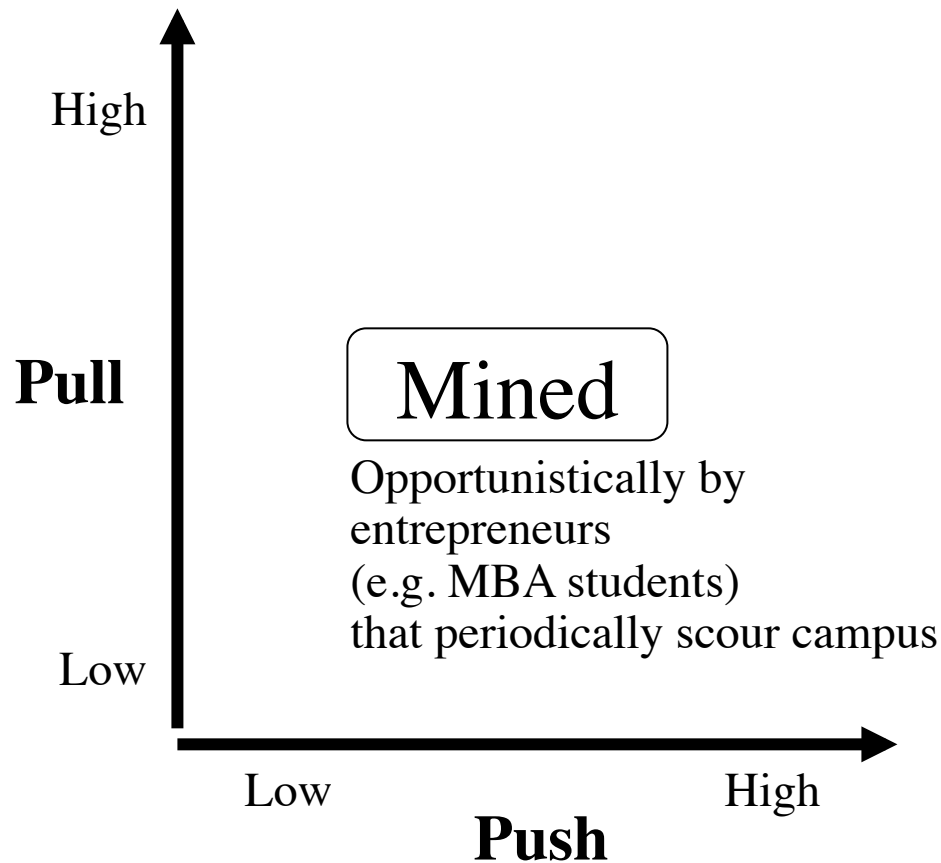 High
Pull
Mined
Opportunistically by
entrepreneurs
(e.g. MBA students)
that periodically scour campus
Low
Low
High
Push